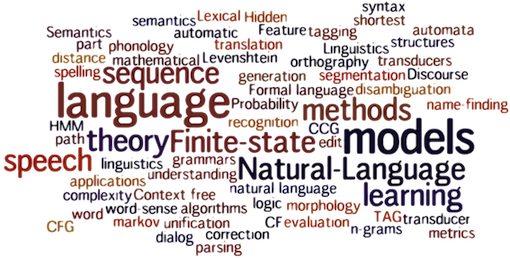 syntax
semantics Lexical Hidden shortest
Semantics automatic Feature tagging automata
part phonology translation Linguistics structures
distance mathematical Levenshtein orthography transducers
spelling sequence generation segmentation Discourse
Formal language disambiguation
language Probability methods name-finding
HMM recognition CCG
path theory Finite-state edit models
speech linguistics grammars Natural-Language
applications understanding
complexity Context free natural language learning
word word-sense algorithms logic morphology TAG transducer
CFG markov unification CF evaluation n-grams metrics
dialog correction
parsing